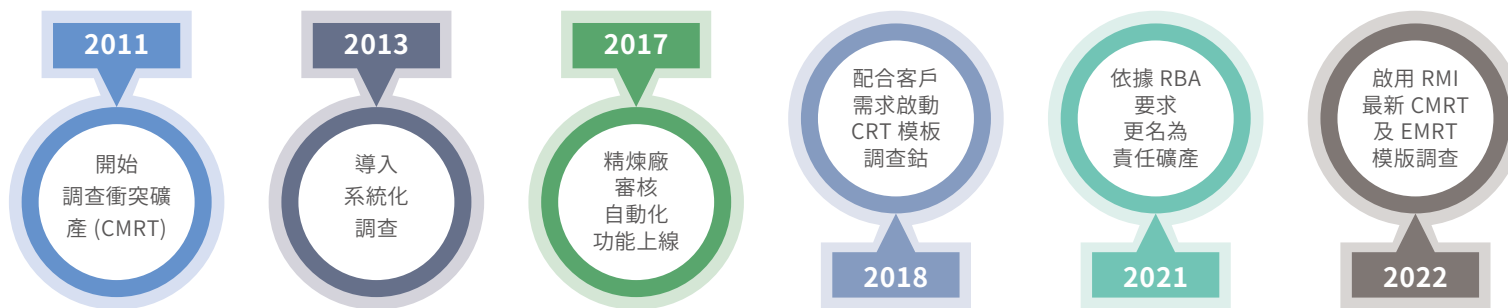 2011
開始
調查衝突礦
產 (CMRT)
2013
導入
系統化
調查
2017
精煉廠
審核
自動化
功能上線
配合客戶
需求啟動
CRT 模板
調查鈷
2018
依據 RBA
要求
更名為
責任礦產
2021
啟用 RMI
最新 CMRT
及 EMRT
模版調查
2022